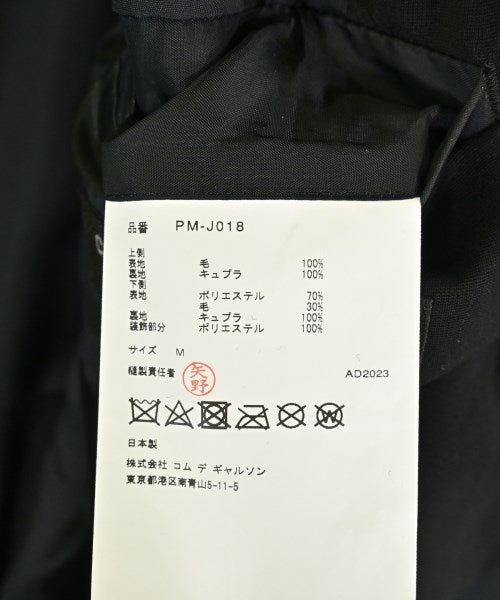 品番 PM-J018
上側
表地 毛 100%
裏地 キュプラ 100%
下側
表地 ポリエステル 70%
毛 30%
裏地 キュプラ 100%
装飾部分 ポリエステル 100%
サイズ M
縫製責任者 矢野 AD2023
W
日本製
株式会社 コム デ ギャルソン
東京都港区南青山5-11-5